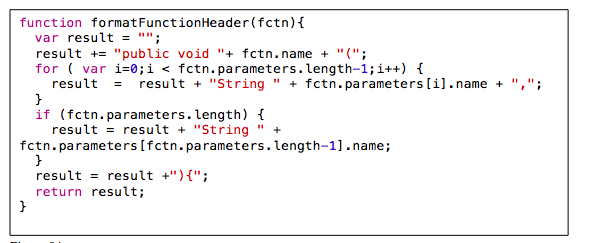 function formatFunctionHeader(fctn){
var result = "";
result += "public void "+ fctn.name + "(";
for ( var i=0;i < fctn.parameters.length-1;i++) {
result  =  result + "String " + fctn.parameters[i].name + ",";
}
if (fctn.parameters.length) {
result = result + "String " +
fctn.parameters[fctn.parameters.length-1].name;
}
result = result +"){";
return result;
}